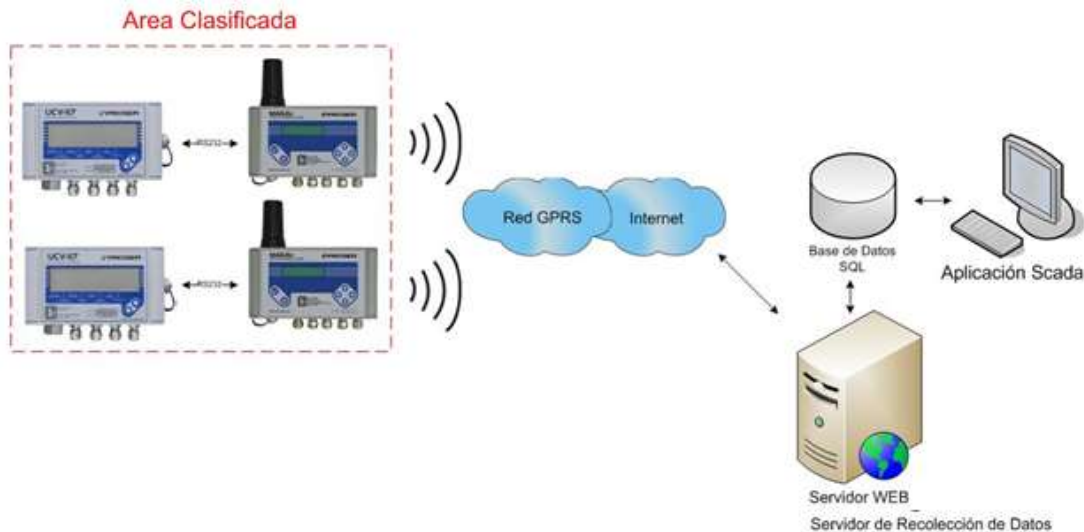 Area Clasificada
UCV-07
RS232
UCV-07
RS232
Red GPRS
Internet
Base de Datos
SQL
Aplicación Scada
Servidor WEB
Servidor de Recolección de Datos